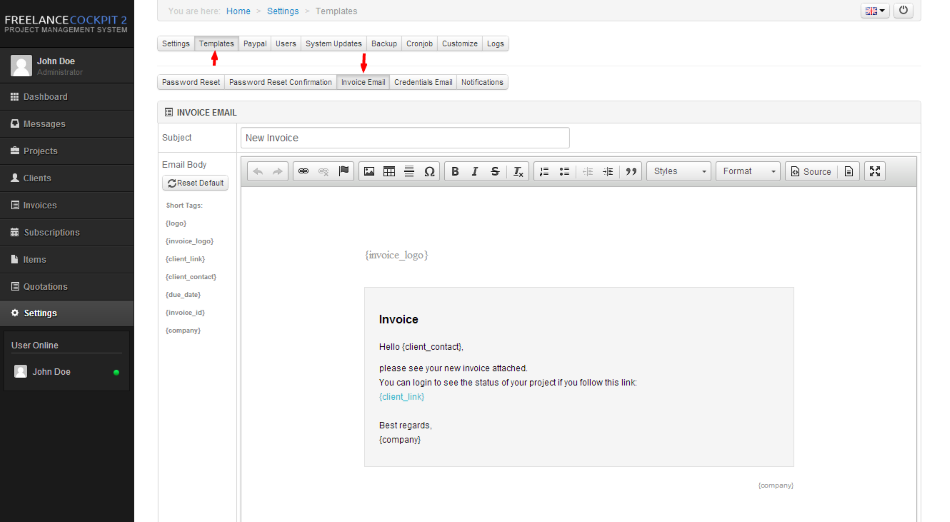 FREELANCECOCKPIT 2
PROJECT MANAGEMENT SYSTEM
John Doe
Administrator
Dashboard
Messages
Projects
Clients
Invoices
Subscriptions
Items
Quotations
Settings
User Online
John Doe
You are here: Home > Settings > Templates
Settings Templates Paypal Users System Updates Backup Cronjob Customize Logs
Password Reset Password Reset Confirmation Invoice Email Credentials Email Notifications
INVOICE EMAIL
Subject New Invoice
Email Body
Reset Default
Short Tags:
{logo}
{invoice_logo}
{client_link}
{client_contact}
{due_date}
{invoice_id}
{company}
Styles Format Source
{invoice_logo}
Invoice
Hello {client_contact},
please see your new invoice attached.
You can login to see the status of your project if you follow this link:
{client_link}
Best regards,
{company}
{company}